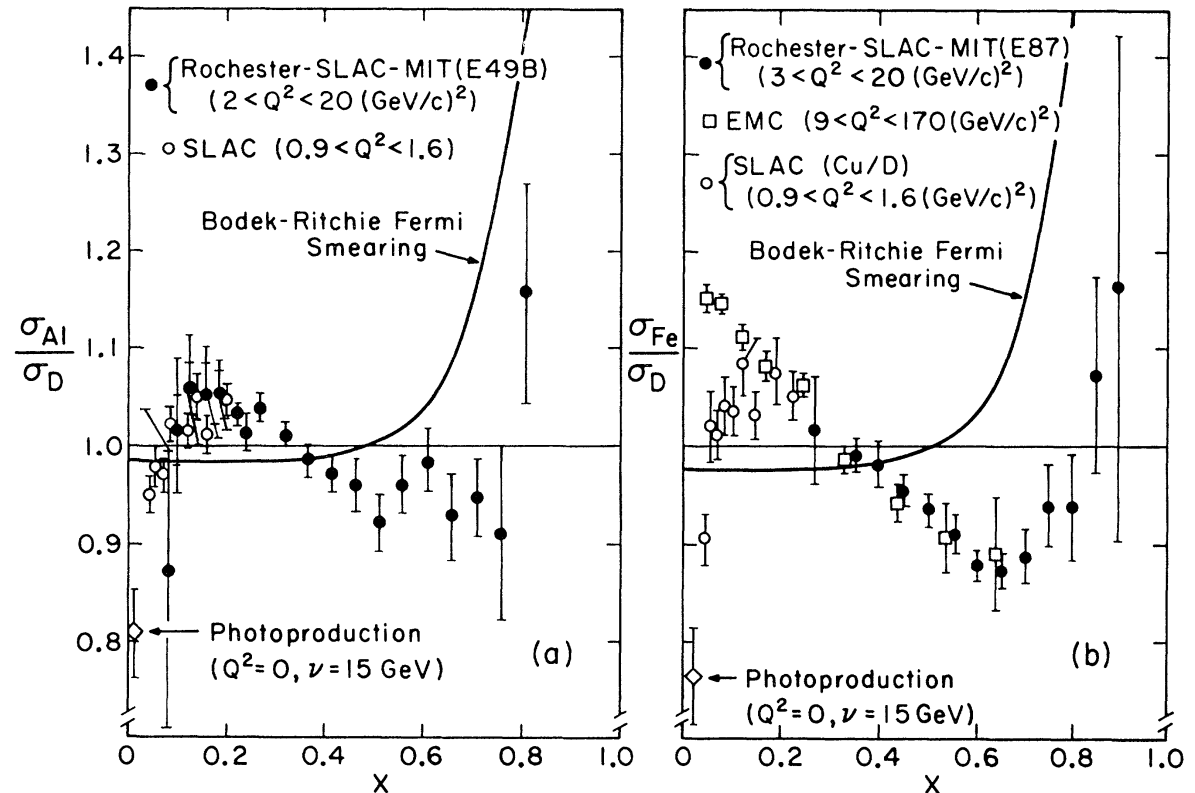 1.4
1.3
1.2
1.1
1.0
0.9
0.8
σAl
σD
● { Rochester-SLAC-MIT(E49B)
(2<Q²<20(GeV/c)²)
○ SLAC (0.9<Q²<1.6)
Bodek-Ritchie Fermi
Smearing
Photoproduction
(Q²=0, ν=15 GeV)
(a)
0 0.2 0.4 0.6 0.8 1.0
X
σFe
σD
● { Rochester-SLAC-MIT(E87)
(3<Q²<20(GeV/c)²)
□ EMC (9<Q²<170(GeV/c)²)
○ { SLAC (Cu/D)
(0.9<Q²<1.6(GeV/c)²)
Bodek-Ritchie Fermi
Smearing
Photoproduction
(Q²=0, ν=15GeV)
(b)
0 0.2 0.4 0.6 0.8 1.0
X